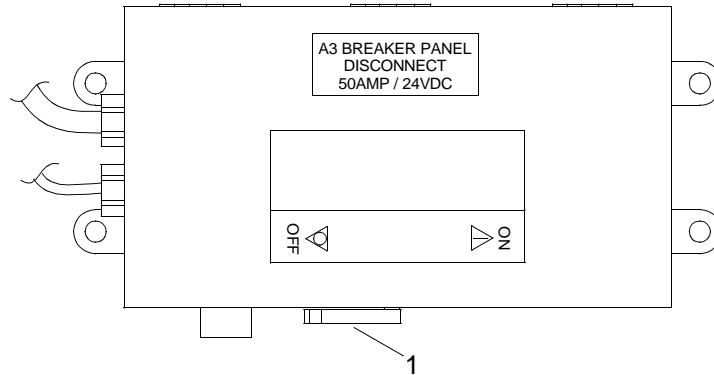 A3 BREAKER PANEL
DISCONNECT
50AMP / 24VDC
OFF
ON
1